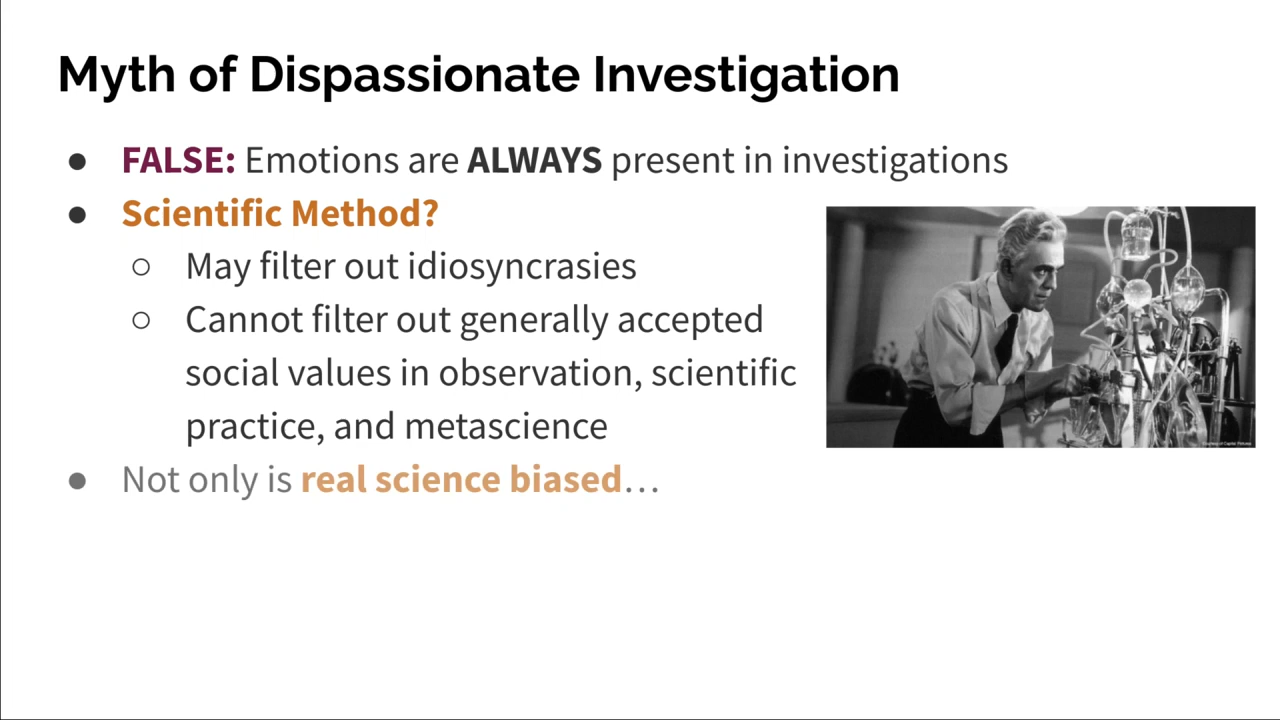 Myth of Dispassionate Investigation
● FALSE: Emotions are ALWAYS present in investigations
● Scientific Method?
○ May filter out idiosyncrasies
○ Cannot filter out generally accepted
social values in observation, scientific
practice, and metascience
● Not only is real science biased…